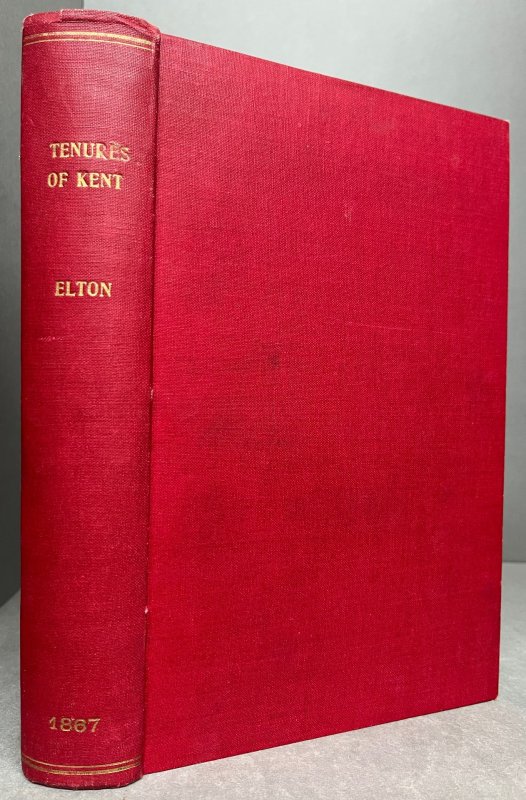 TENURES
OF KENT
ELTON
1867